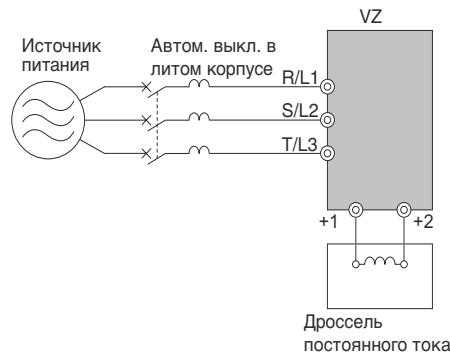 VZ
Источник
питания
Автом. выкл. в
литом корпусе
R/L1
S/L2
T/L3
+1
+2
Дроссель
постоянного тока